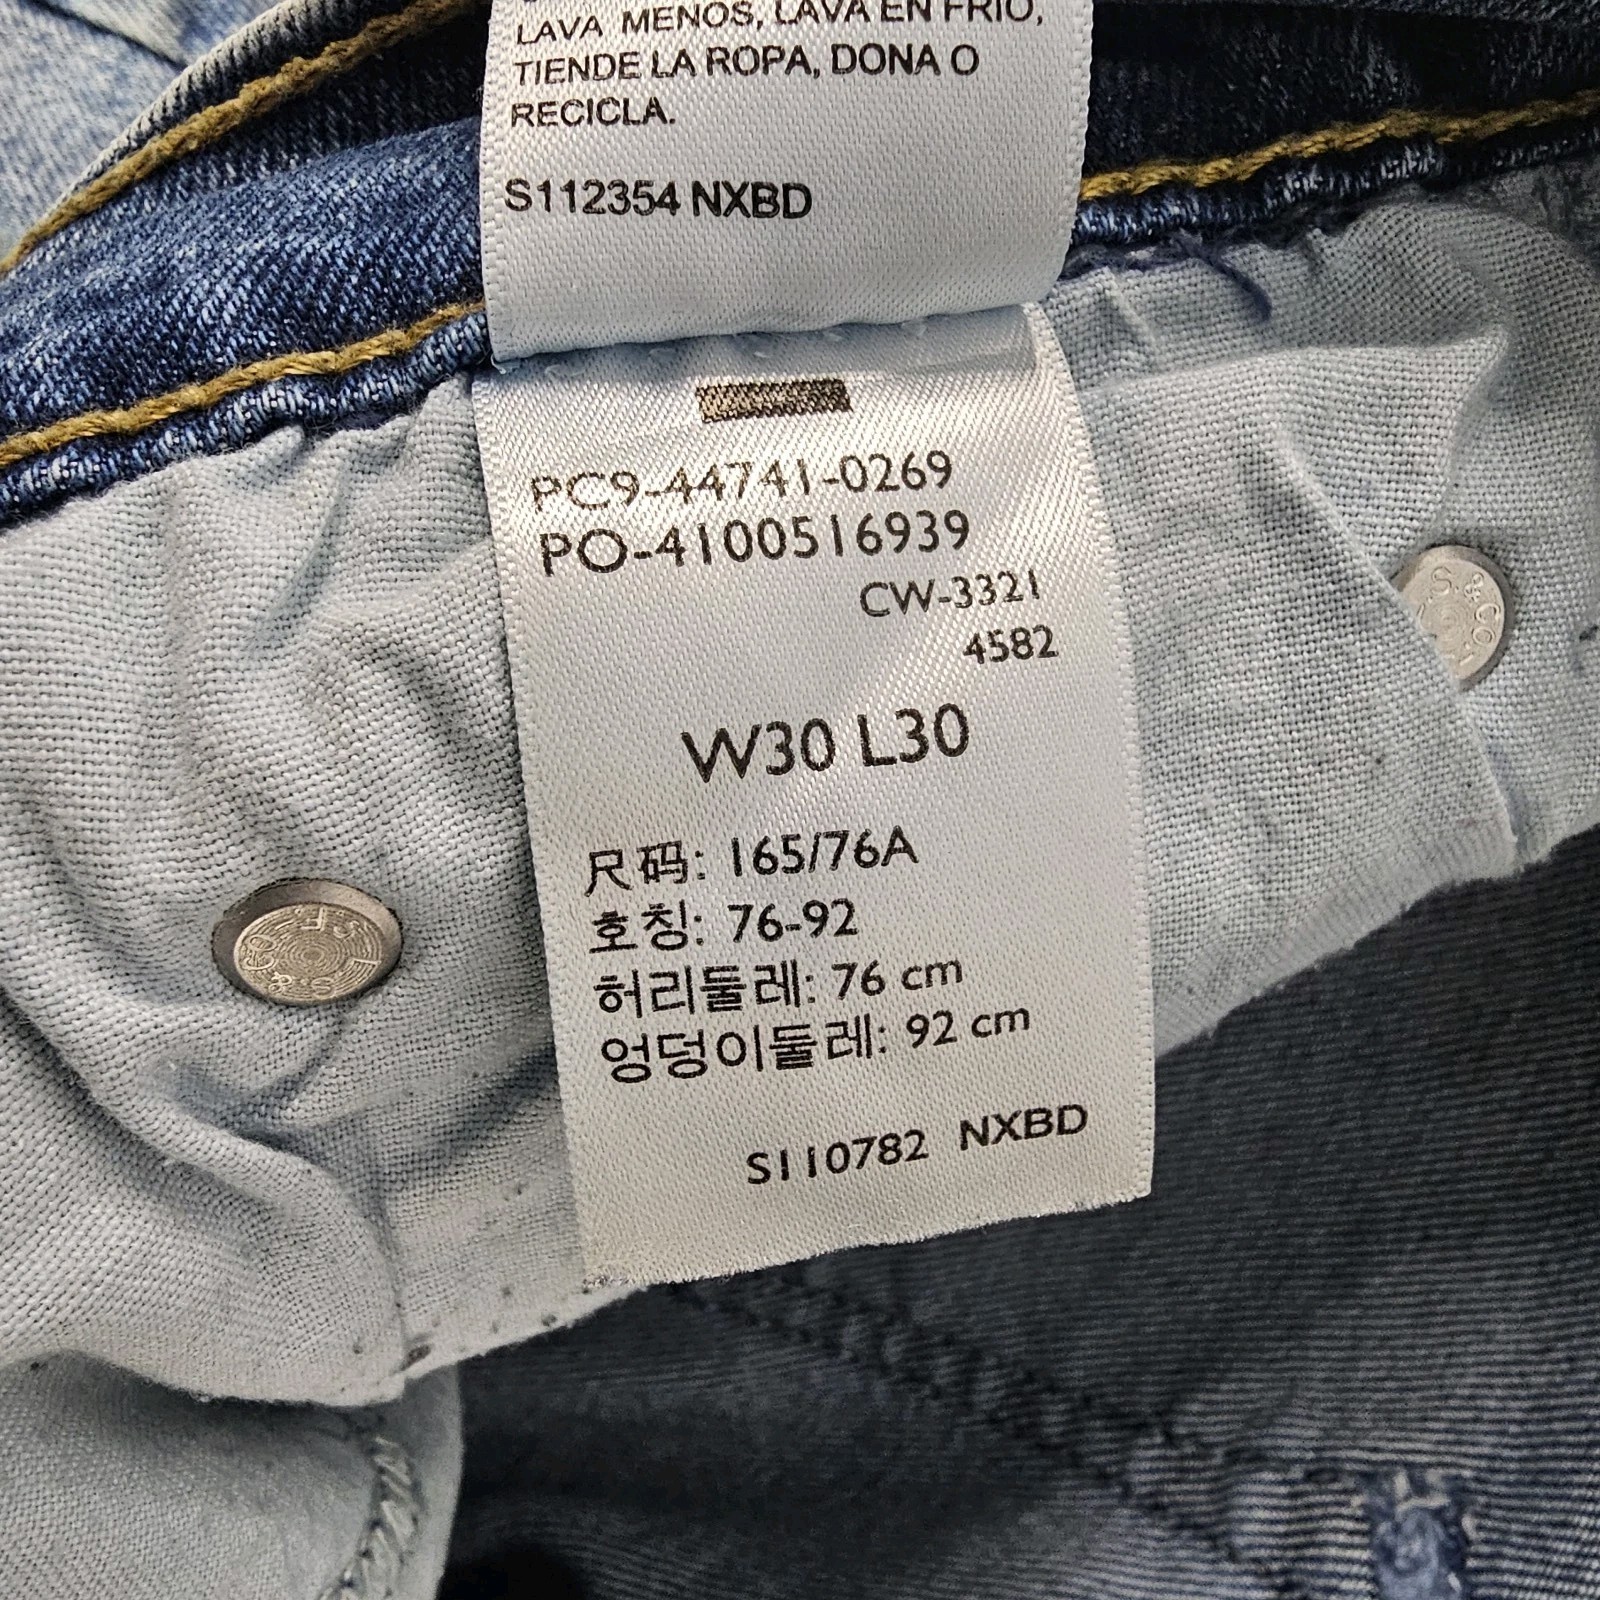 LAVA MENOS, LAVA EN FRIO,
TIENDE LA ROPA, DONA O
RECICLA.
S112354 NXBD
PC9-44741-0269
PO-4100516939
CW-3321
4582
W30 L30
尺码: 165/76A
호칭: 76-92
허리둘레: 76 cm
엉덩이둘레: 92 cm
S110782 NXBD